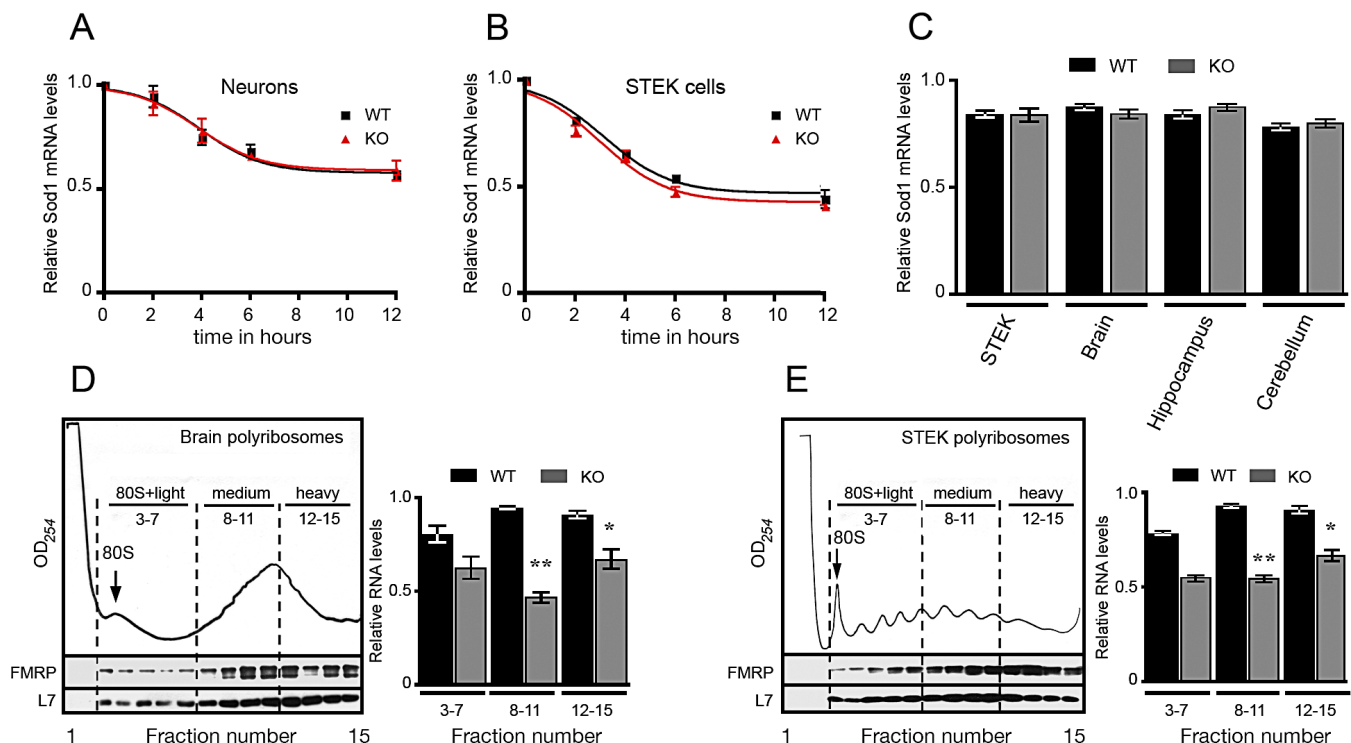 A
Relative Sod1 mRNA levels
1.0
0.5
0
Neurons
WT
KO
0 2 4 6 8 10 12
time in hours
B
Relative Sod1 mRNA levels
1.0
0.5
0
STEK cells
WT
KO
0 2 4 6 8 10 12
time in hours
C
WT KO
Relative Sod1 mRNA levels
1.0
0.5
0
STEK
Brain
Hippocampus
Cerebellum
D
Brain polyribosomes
80S+light medium heavy
3-7 8-11 12-15
80S
OD254
FMRP
L7
1 Fraction number 15
WT KO
Relative RNA levels
1.0
0.5
0
**
*
3-7 8-11 12-15
Fraction number
E
STEK polyribosomes
80S+light medium heavy
3-7 8-11 12-15
80S
OD254
FMRP
L7
1 Fraction number 15
WT KO
Relative RNA levels
1.0
0.5
0
**
*
3-7 8-11 12-15
Fraction number